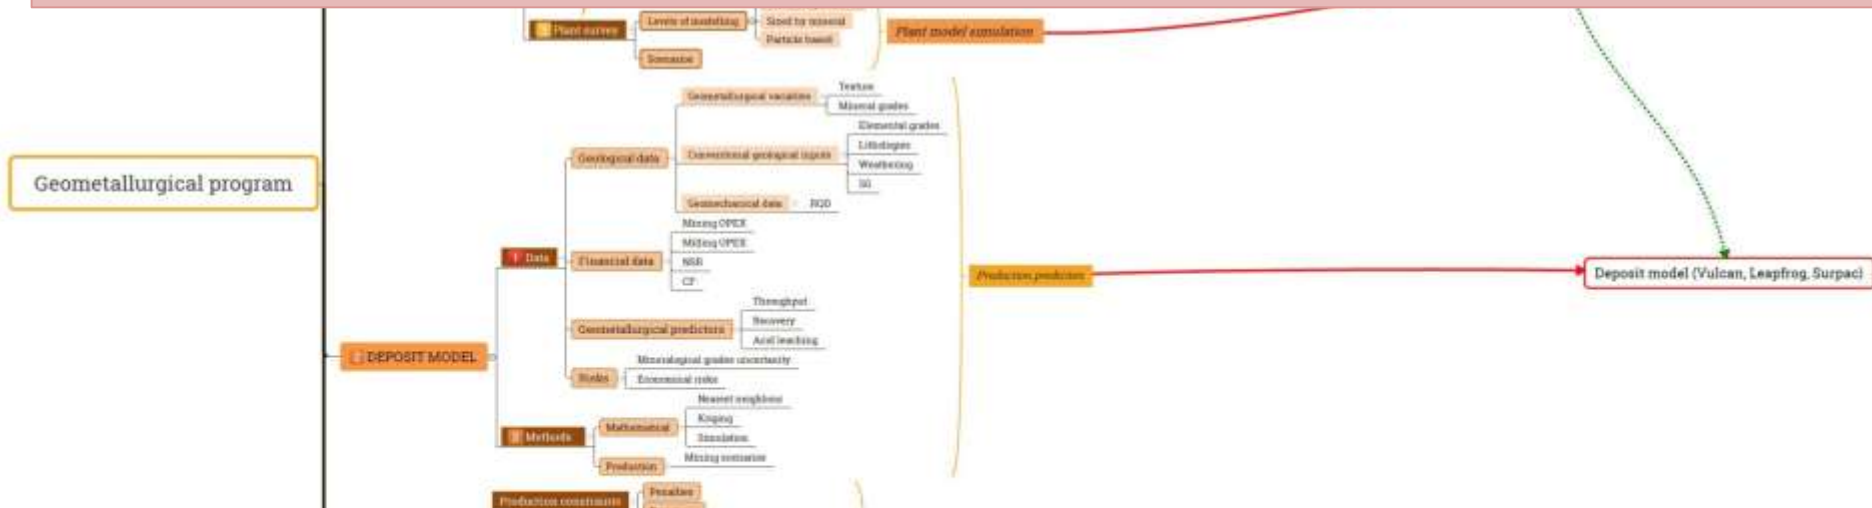 Plant survey
Levels of modelling
Sized by mineral
Particle based
Scenarios
Plant model simulation
Geometallurgical program
DEPOSIT MODEL
Data
Geological data
Geometallurgical variables
Texture
Mineral grades
Conventional geological inputs
Elemental grades
Lithologies
Weathering
SG
Geomechanical data
RQD
Financial data
Mining OPEX
Milling OPEX
NSR
CF
Geometallurgical predictors
Throughput
Recovery
Acid leaching
Risks
Mineralogical grades uncertainty
Economical risks
Methods
Mathematical
Nearest neighbour
Kriging
Simulation
Production
Mining scenarios
Production prediction
Deposit model (Vulcan, Leapfrog, Surpac)
Production constraints
Penalties